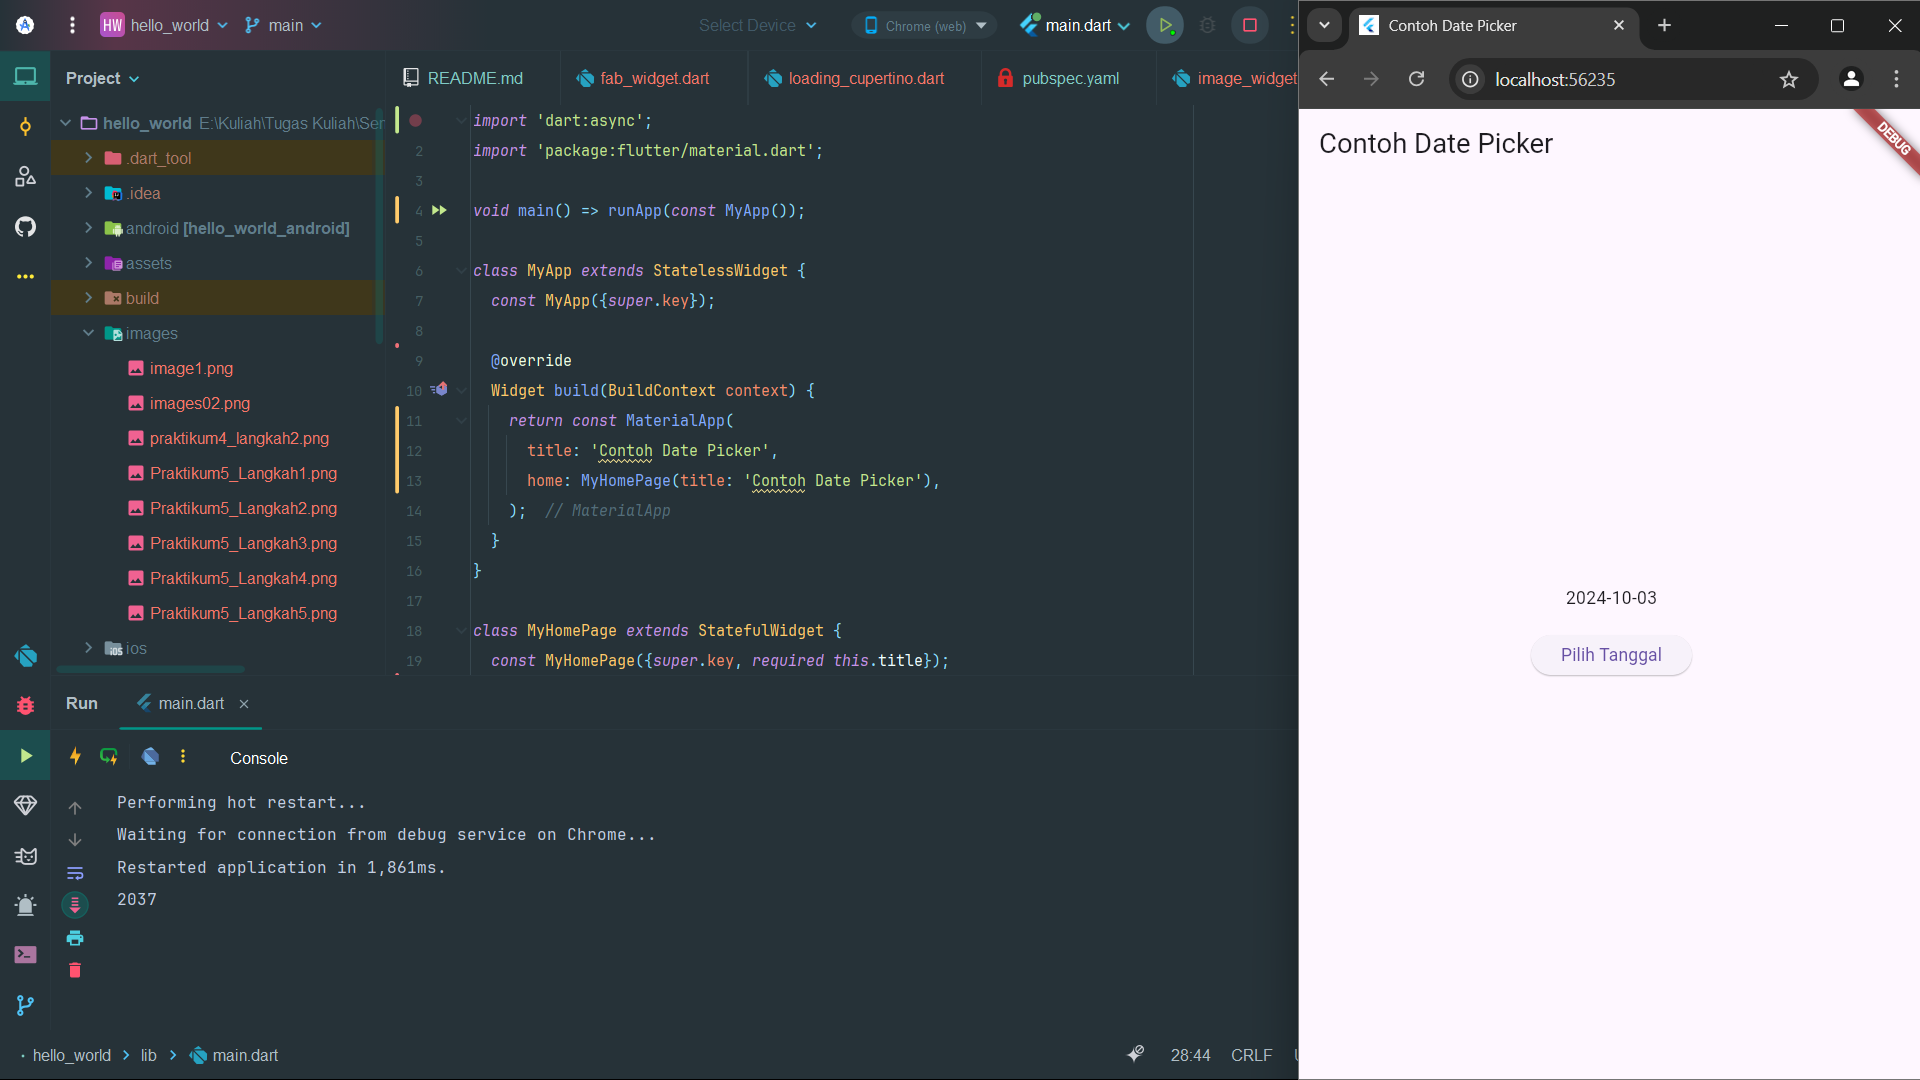 HW hello_world main Select Device Chrome (web) main.dart
Project
README.md fab_widget.dart loading_cupertino.dart pubspec.yaml image_widget
hello_world E:\Kuliah\Tugas Kuliah\Ser
.dart_tool
.idea
android [hello_world_android]
assets
build
images
image1.png
images02.png
praktikum4_langkah2.png
Praktikum5_Langkah1.png
Praktikum5_Langkah2.png
Praktikum5_Langkah3.png
Praktikum5_Langkah4.png
Praktikum5_Langkah5.png
ios
import 'dart:async';
2 import 'package:flutter/material.dart';
3
4 void main() => runApp(const MyApp());
5
6 class MyApp extends StatelessWidget {
7 const MyApp({super.key});
8
9 @override
10 Widget build(BuildContext context) {
11 return const MaterialApp(
12 title: 'Contoh Date Picker',
13 home: MyHomePage(title: 'Contoh Date Picker'),
14 ); // MaterialApp
15 }
16 }
17
18 class MyHomePage extends StatefulWidget {
19 const MyHomePage({super.key, required this.title});
Run main.dart
Console
Performing hot restart...
Waiting for connection from debug service on Chrome...
Restarted application in 1,861ms.
2037
hello_world lib main.dart
28:44 CRLF
Contoh Date Picker
localhost:56235
Contoh Date Picker
DEBUG
2024-10-03
Pilih Tanggal